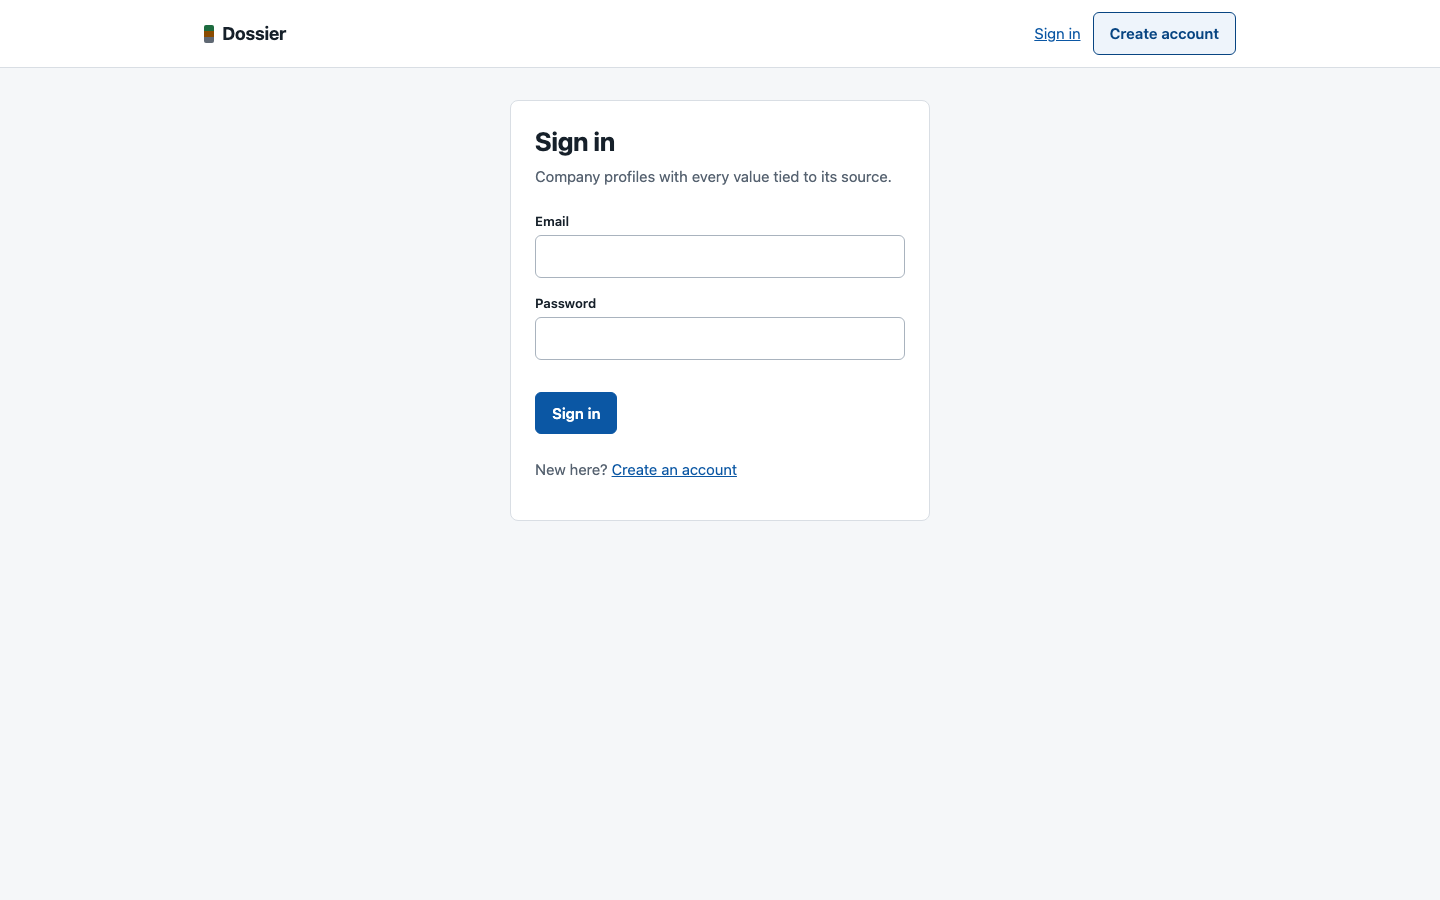 Dossier
Sign in
Create account
Sign in
Company profiles with every value tied to its source.
Email
Password
Sign in
New here? Create an account